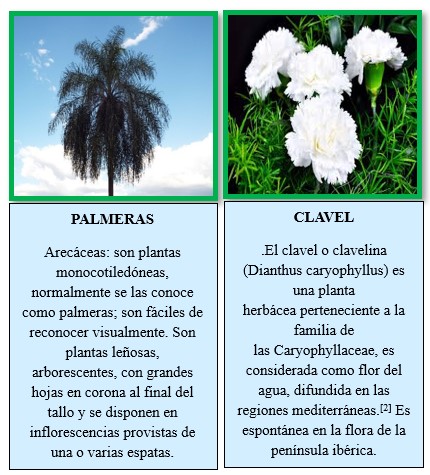 PALMERAS
Arecáceas: son plantas
monocotiledóneas,
normalmente se las conoce
como palmeras; son fáciles de
reconocer visualmente. Son
plantas leñosas,
arborescentes, con grandes
hojas en corona al final del
tallo y se disponen en
inflorescencias provistas de
una o varias espatas.
CLAVEL
.El clavel o clavelina
(Dianthus caryophyllus) es
una planta
herbácea perteneciente a la
familia de
las Caryophyllaceae, es
considerada como flor del
agua, difundida en las
regiones mediterráneas.[2] Es
espontánea en la flora de la
península ibérica.